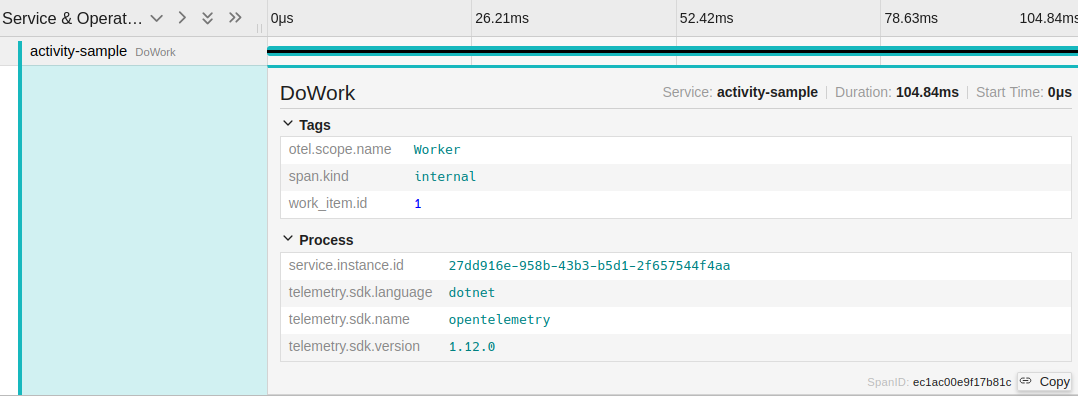 Service & Operat… 0μs 26.21ms 52.42ms 78.63ms 104.84ms
activity-sample DoWork
DoWork Service: activity-sample Duration: 104.84ms Start Time: 0μs
Tags
otel.scope.name Worker
span.kind internal
work_item.id 1
Process
service.instance.id 27dd916e-958b-43b3-b5d1-2f657544f4aa
telemetry.sdk.language dotnet
telemetry.sdk.name opentelemetry
telemetry.sdk.version 1.12.0
SpanID: ec1ac00e9f17b81c Copy